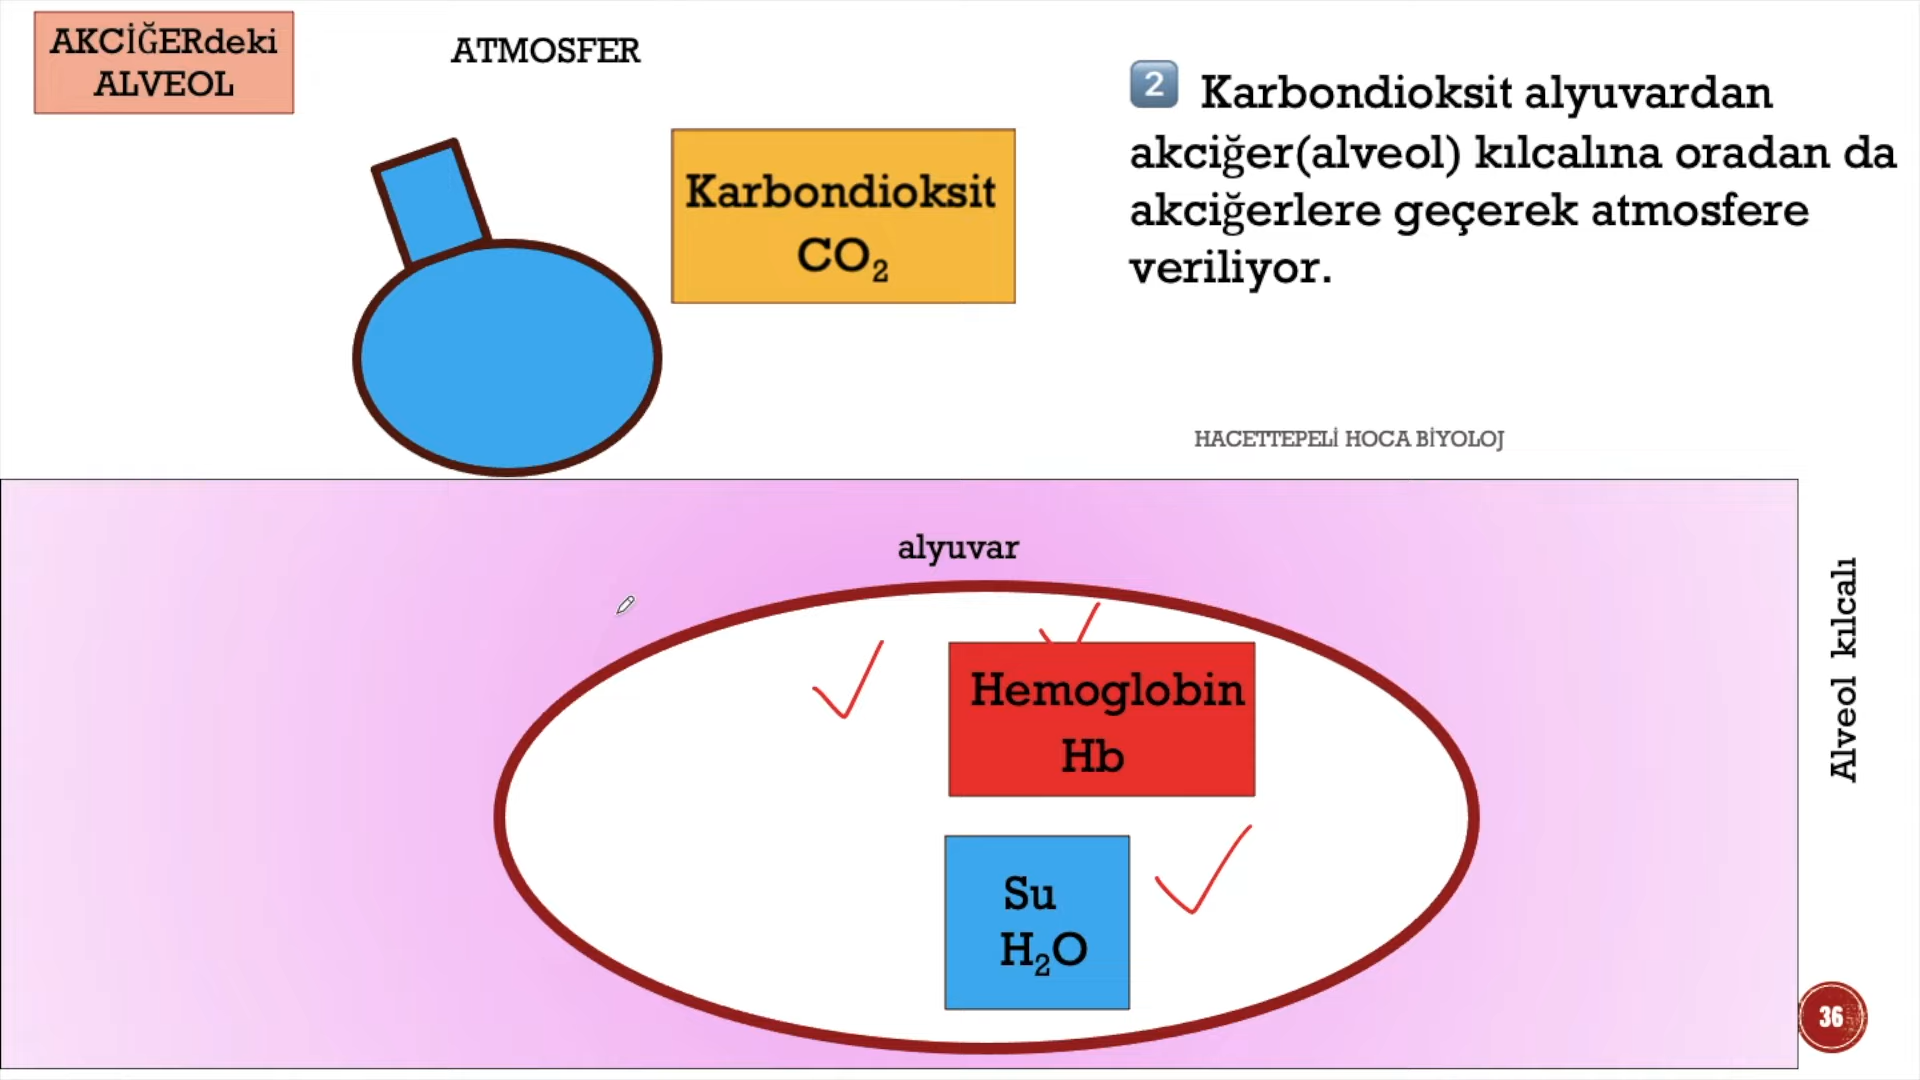 AKCİĞERdeki
ALVEOL
ATMOSFER
2 Karbondioksit alyuvardan
akciğer(alveol) kılcalına oradan da
akciğerlere geçerek atmosfere
veriliyor.
Karbondioksit
CO₂
HACETTEPELİ HOCA BİYOLOJ
alyuvar
Hemoglobin
Hb
Su
H₂O
Alveol kılcalı
36